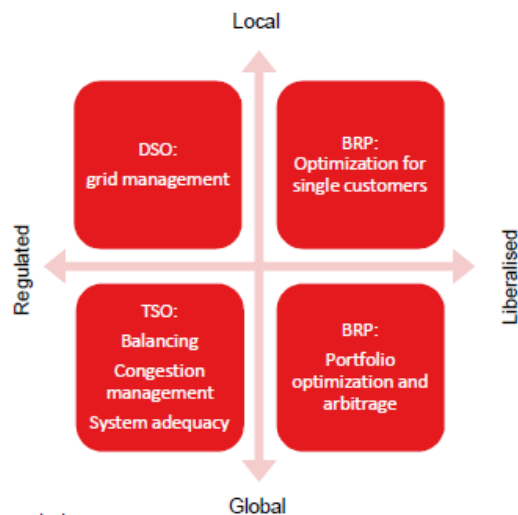 Local
DSO:
grid management
BRP:
Optimization for
single customers
Regulated
Liberalised
TSO:
Balancing
Congestion
management
System adequacy
BRP:
Portfolio
optimization and
arbitrage
Global